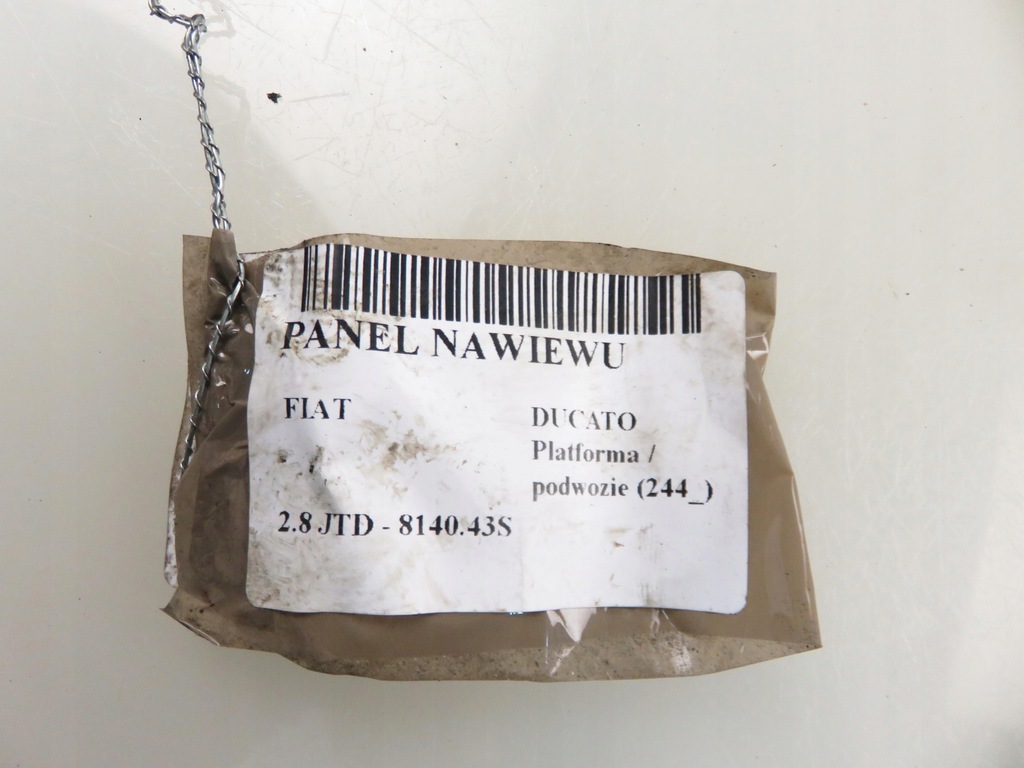 PANEL NAWIEWU
FIAT
DUCATO
Platforma /
podwozie (244_)
2.8 JTD - 8140.43S